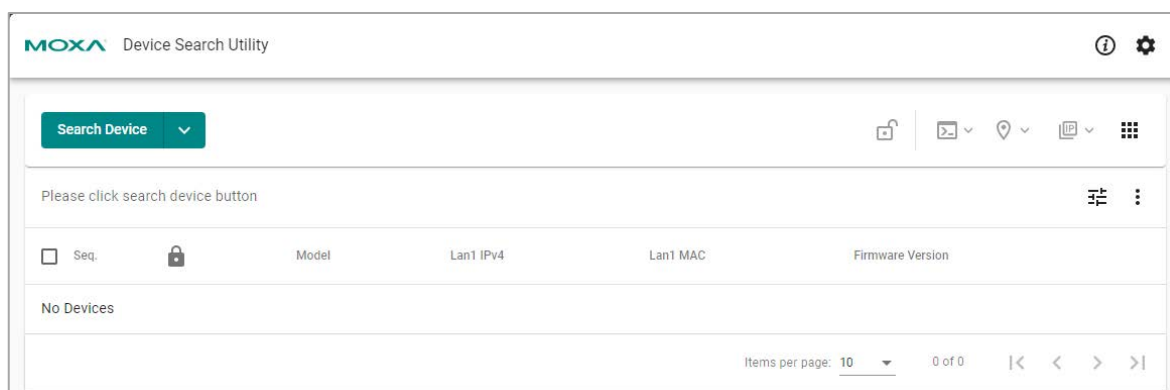 MOXA Device Search Utility
Search Device
IP
Please click search device button
Seq. Model Lan1 IPv4 Lan1 MAC Firmware Version
No Devices
Items per page: 10 0 of 0